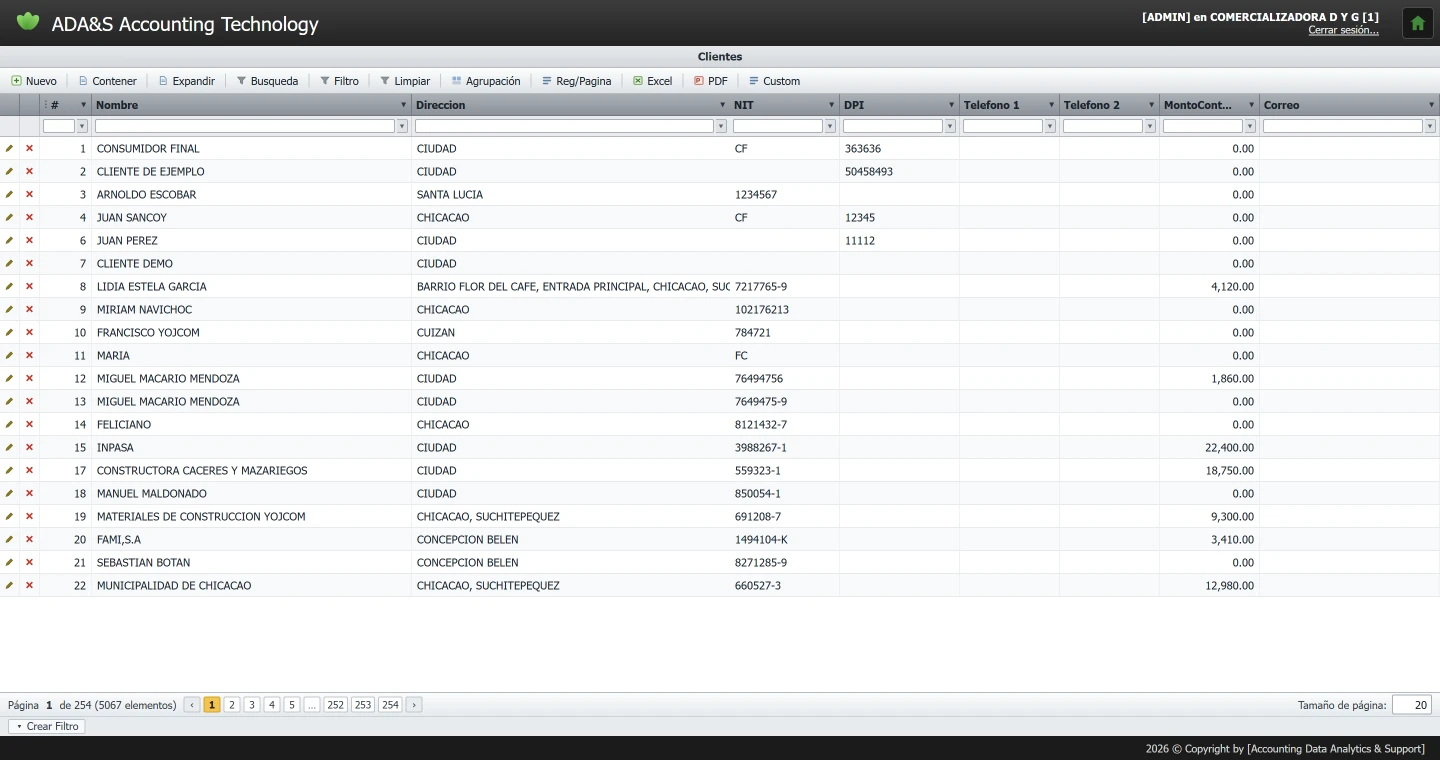 ADA&S Accounting Technology
[ADMIN] en COMERCIALIZADORA D Y G [1]
Cerrar sesión...
Clientes
Nuevo Contener Expandir Busqueda Filtro Limpiar Agrupación Reg/Pagina Excel PDF Custom
# Nombre Direccion NIT DPI Telefono 1 Telefono 2 MontoCont... Correo
1 CONSUMIDOR FINAL CIUDAD CF 363636 0.00
2 CLIENTE DE EJEMPLO CIUDAD 50458493 0.00
3 ARNOLDO ESCOBAR SANTA LUCIA 1234567 0.00
4 JUAN SANCOY CHICACAO CF 12345 0.00
6 JUAN PEREZ CIUDAD 11112 0.00
7 CLIENTE DEMO CIUDAD 0.00
8 LIDIA ESTELA GARCIA BARRIO FLOR DEL CAFE, ENTRADA PRINCIPAL, CHICACAO, SUC 7217765-9 4,120.00
9 MIRIAM NAVICHOC CHICACAO 102176213 0.00
10 FRANCISCO YOJCOM CUIZAN 784721 0.00
11 MARIA CHICACAO FC 0.00
12 MIGUEL MACARIO MENDOZA CIUDAD 76494756 1,860.00
13 MIGUEL MACARIO MENDOZA CIUDAD 7649475-9 0.00
14 FELICIANO CHICACAO 8121432-7 0.00
15 INPASA CIUDAD 3988267-1 22,400.00
17 CONSTRUCTORA CACERES Y MAZARIEGOS CIUDAD 559323-1 18,750.00
18 MANUEL MALDONADO CIUDAD 850054-1 0.00
19 MATERIALES DE CONSTRUCCION YOJCOM CHICACAO, SUCHITEPEQUEZ 691208-7 9,300.00
20 FAMI,S.A CONCEPCION BELEN 1494104-K 3,410.00
21 SEBASTIAN BOTAN CONCEPCION BELEN 8271285-9 0.00
22 MUNICIPALIDAD DE CHICACAO CHICACAO, SUCHITEPEQUEZ 660527-3 12,980.00
Página 1 de 254 (5067 elementos) ‹ 1 2 3 4 5 ... 252 253 254 › Tamaño de página: 20
Crear Filtro
2026 © Copyright by [Accounting Data Analytics & Support]